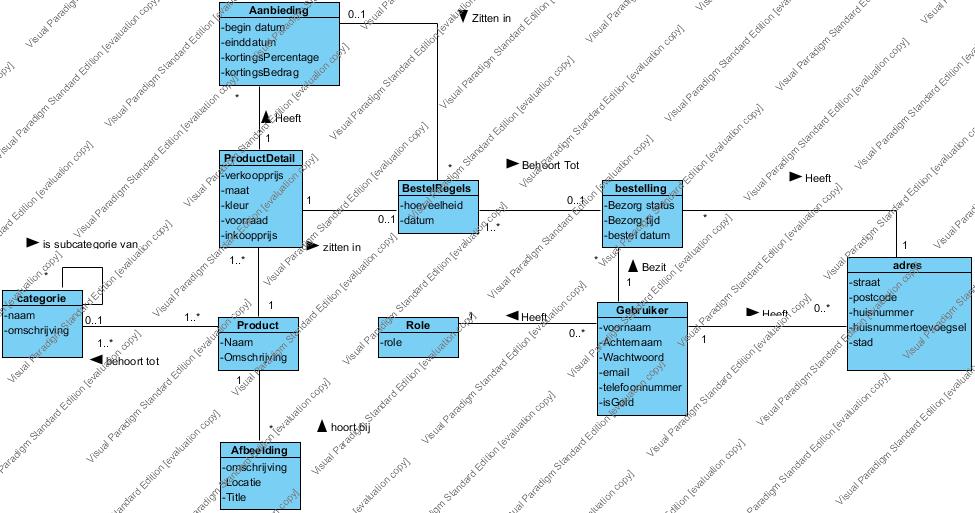 Aanbieding
-begin datum
-einddatum
-kortingsPercentage
-kortingsBedrag
0..1
Zitten in
*
Heeft
1
ProductDetail
-verkoopprijs
-maat
-kleur
-voorraad
-inkoopprijs
1
0..1
*
BestelRegels
-hoeveelheid
-datum
1..*
Behoort Tot
0..1
bestelling
-Bezorg status
-Bezorg tijd
-bestel datum
*
Heeft
1
adres
-straat
-postcode
-huisnummer
-huisnummertoevoegsel
-stad
zitten in
1..*
1
is subcategorie van
*
categorie
-naam
-omschrijving
0..1
1..*
1..*
behoort tot
Product
-Naam
-Omschrijving
1
*
hoort bij
Afbeelding
-omschrijving
-Locatie
-Title
Role
-role
1
Heeft
0..*
*
Bezit
1
Gebruiker
-voornaam
-Achternaam
-Wachtwoord
-email
-telefoonnummer
-isGold
1
Heeft
0..*
Visual Paradigm Standard Edition [evaluation copy]